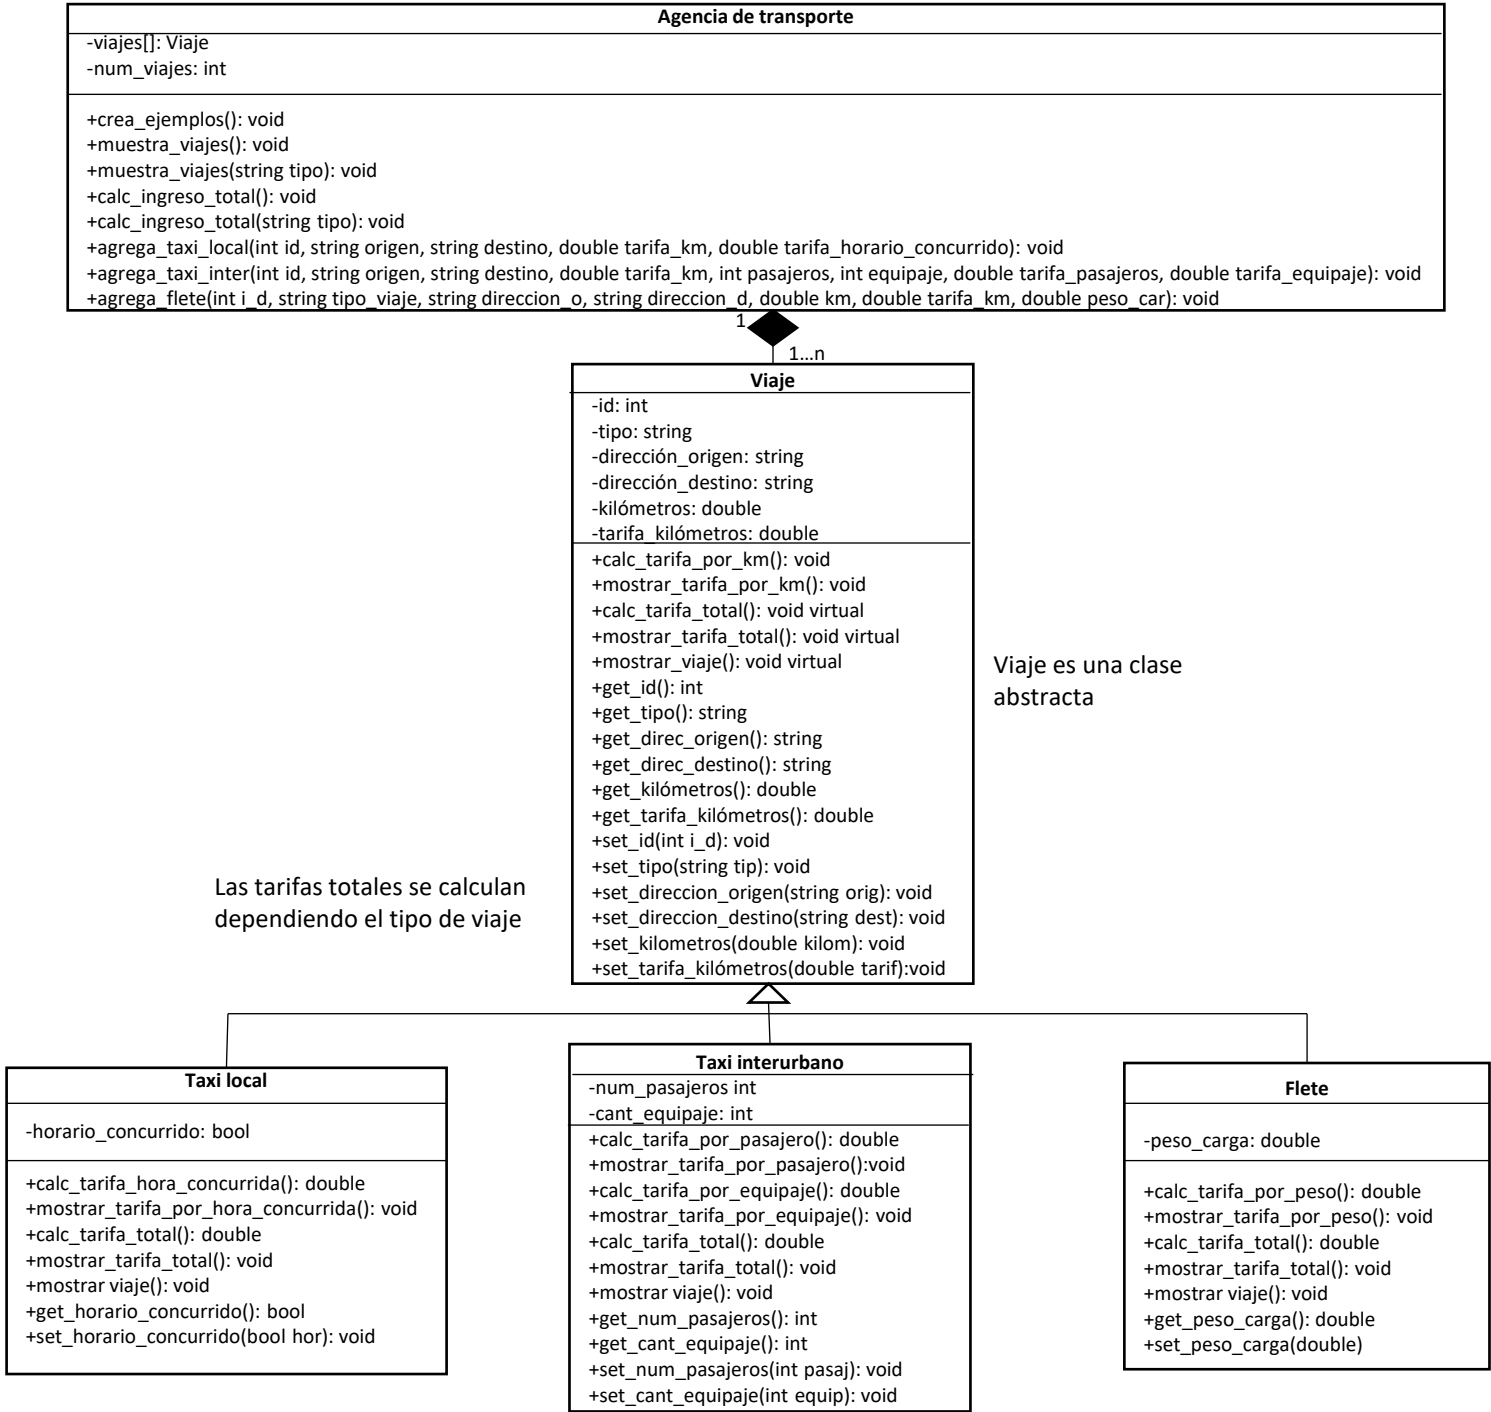 Agencia de transporte
-viajes[]: Viaje
-num_viajes: int
+crea_ejemplos(): void
+muestra_viajes(): void
+muestra_viajes(string tipo): void
+calc_ingreso_total(): void
+calc_ingreso_total(string tipo): void
+agrega_taxi_local(int id, string origen, string destino, double tarifa_km, double tarifa_horario_concurrido): void
+agrega_taxi_inter(int id, string origen, string destino, double tarifa_km, int pasajeros, int equipaje, double tarifa_pasajeros, double tarifa_equipaje): void
+agrega_flete(int i_d, string tipo_viaje, string direccion_o, string direccion_d, double km, double tarifa_km, double peso_car): void
1
1...n
Viaje
-id: int
-tipo: string
-dirección_origen: string
-dirección_destino: string
-kilómetros: double
-tarifa_kilómetros: double
+calc_tarifa_por_km(): void
+mostrar_tarifa_por_km(): void
+calc_tarifa_total(): void virtual
+mostrar_tarifa_total(): void virtual
+mostrar_viaje(): void virtual
+get_id(): int
+get_tipo(): string
+get_direc_origen(): string
+get_direc_destino(): string
+get_kilómetros(): double
+get_tarifa_kilómetros(): double
+set_id(int i_d): void
+set_tipo(string tip): void
+set_direccion_origen(string orig): void
+set_direccion_destino(string dest): void
+set_kilometros(double kilom): void
+set_tarifa_kilómetros(double tarif):void
Viaje es una clase
abstracta
Las tarifas totales se calculan
dependiendo el tipo de viaje
Taxi local
-horario_concurrido: bool
+calc_tarifa_hora_concurrida(): double
+mostrar_tarifa_por_hora_concurrida(): void
+calc_tarifa_total(): double
+mostrar_tarifa_total(): void
+mostrar viaje(): void
+get_horario_concurrido(): bool
+set_horario_concurrido(bool hor): void
Taxi interurbano
-num_pasajeros int
-cant_equipaje: int
+calc_tarifa_por_pasajero(): double
+mostrar_tarifa_por_pasajero():void
+calc_tarifa_por_equipaje(): double
+mostrar_tarifa_por_equipaje(): void
+calc_tarifa_total(): double
+mostrar_tarifa_total(): void
+mostrar viaje(): void
+get_num_pasajeros(): int
+get_cant_equipaje(): int
+set_num_pasajeros(int pasaj): void
+set_cant_equipaje(int equip): void
Flete
-peso_carga: double
+calc_tarifa_por_peso(): double
+mostrar_tarifa_por_peso(): void
+calc_tarifa_total(): double
+mostrar_tarifa_total(): void
+mostrar viaje(): void
+get_peso_carga(): double
+set_peso_carga(double)